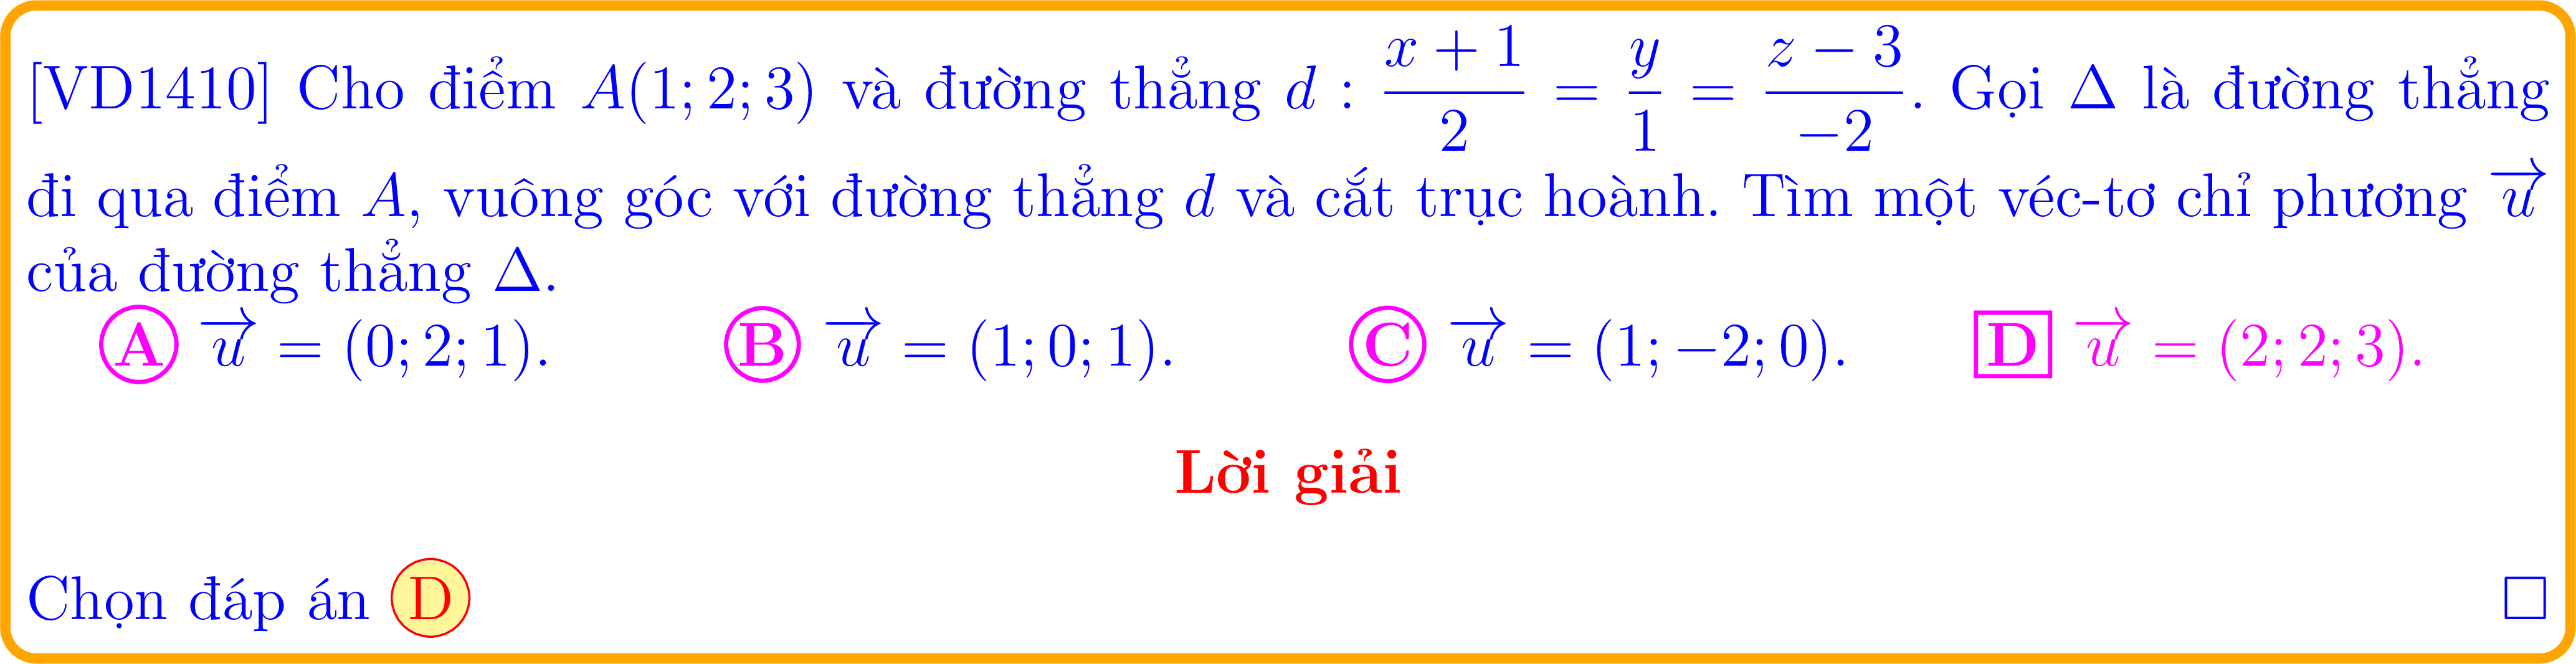 [VD1410] Cho điểm A(1; 2; 3) và đường thẳng d : \frac{x + 1}{2} = \frac{y}{1} = \frac{z − 3}{−2}. Gọi Δ là đường thẳng
đi qua điểm A, vuông góc với đường thẳng d và cắt trục hoành. Tìm một véc-tơ chỉ phương \overrightarrow{u}
của đường thẳng Δ.
A \overrightarrow{u} = (0; 2; 1). B \overrightarrow{u} = (1; 0; 1). C \overrightarrow{u} = (1; −2; 0). D \overrightarrow{u} = (2; 2; 3).
Lời giải
Chọn đáp án D □